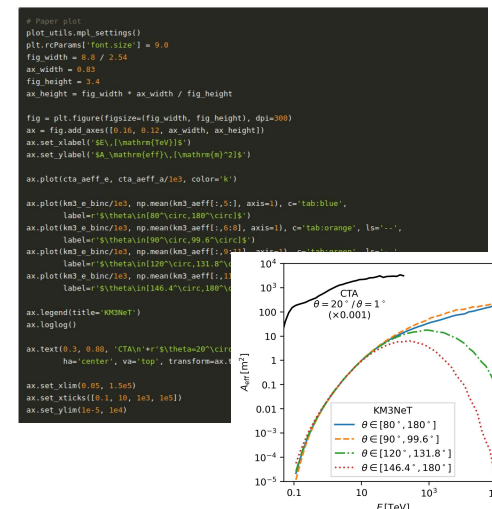 # Paper plot
plot_utils.mpl_settings()
plt.rcParams['font.size'] = 9.0
fig_width = 8.8 / 2.54
ax_width = 0.83
fig_height = 3.4
ax_height = fig_width * ax_width / fig_height
fig = plt.figure(figsize=(fig_width, fig_height), dpi=300)
ax = fig.add_axes([0.16, 0.12, ax_width, ax_height])
ax.set_xlabel('$E\,[\mathrm{TeV}]$')
ax.set_ylabel('$A_\mathrm{eff}\,[\mathrm{m}^2]$')
ax.plot(cta_aeff_e, cta_aeff_a/1e3, color='k')
ax.plot(km3_e_binc/1e3, np.mean(km3_aeff[:,5:], axis=1), c='tab:blue',
label=r'$\theta\in[80^\circ,180^\circ]$')
ax.plot(km3_e_binc/1e3, np.mean(km3_aeff[:,6:8], axis=1), c='tab:orange', ls='--',
label=r'$\theta\in[90^\circ,99.6^\circ]$')
ax.plot(km3_e_binc/1e3, np.mean(km3_aeff[:,9:11], axis=1), c='tab:green', ls='-.',
label=r'$\theta\in[120^\circ,131.8^\c
ax.plot(km3_e_binc/1e3, np.mean(km3_aeff[:,11
label=r'$\theta\in[146.4^\circ,180^\c
ax.legend(title='KM3NeT')
ax.loglog()
ax.text(0.3, 0.88, 'CTA\n'+r'$\theta=20^\circ
ha='center', va='top', transform=ax.t
ax.set_xlim(0.05, 1.5e5)
ax.set_xticks([0.1, 10, 1e3, 1e5])
ax.set_ylim(1e-5, 1e4)
10⁴
10³
10²
10
1
0.1
0.01
10⁻³
10⁻⁴
10⁻⁵
A_eff [m²]
CTA
θ = 20° / θ = 1°
(×0.001)
KM3NeT
θ ∈ [80°, 180°]
θ ∈ [90°, 99.6°]
θ ∈ [120°, 131.8°]
θ ∈ [146.4°, 180°]
0.1 10 10³
E [TeV]